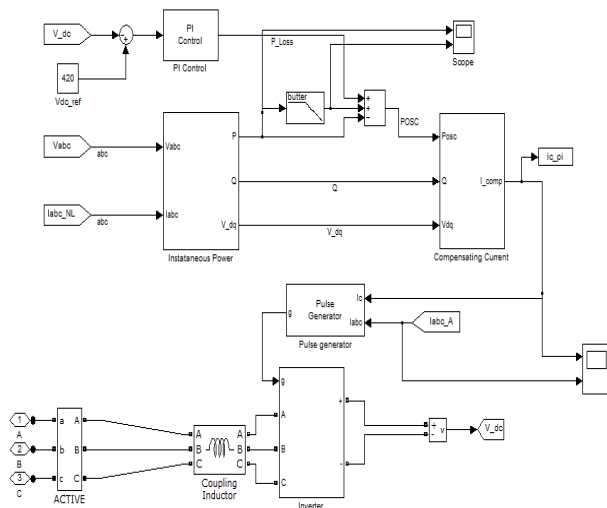 V_dc
PI
Control
PI Control
P_Loss
Scope
420
Vdc_ref
butter
POSC
Vabc
abc
Vabc
P
Posc
ic_pi
Q
Q
Q
I_comp
Iabc_NL
abc
Iabc
V_dq
V_dq
Vdq
Instataneous Power
Compensating Current
g
Pulse
Generator
Ic
Iabc
Iabc_A
Pulse generator
g
1
a
A
A
A
A
A
+
+
-
v
V_dc
2
b
B
B
B
B
B
3
c
C
C
C
C
C
-
ACTIVE
Coupling
Inductor
Inverter